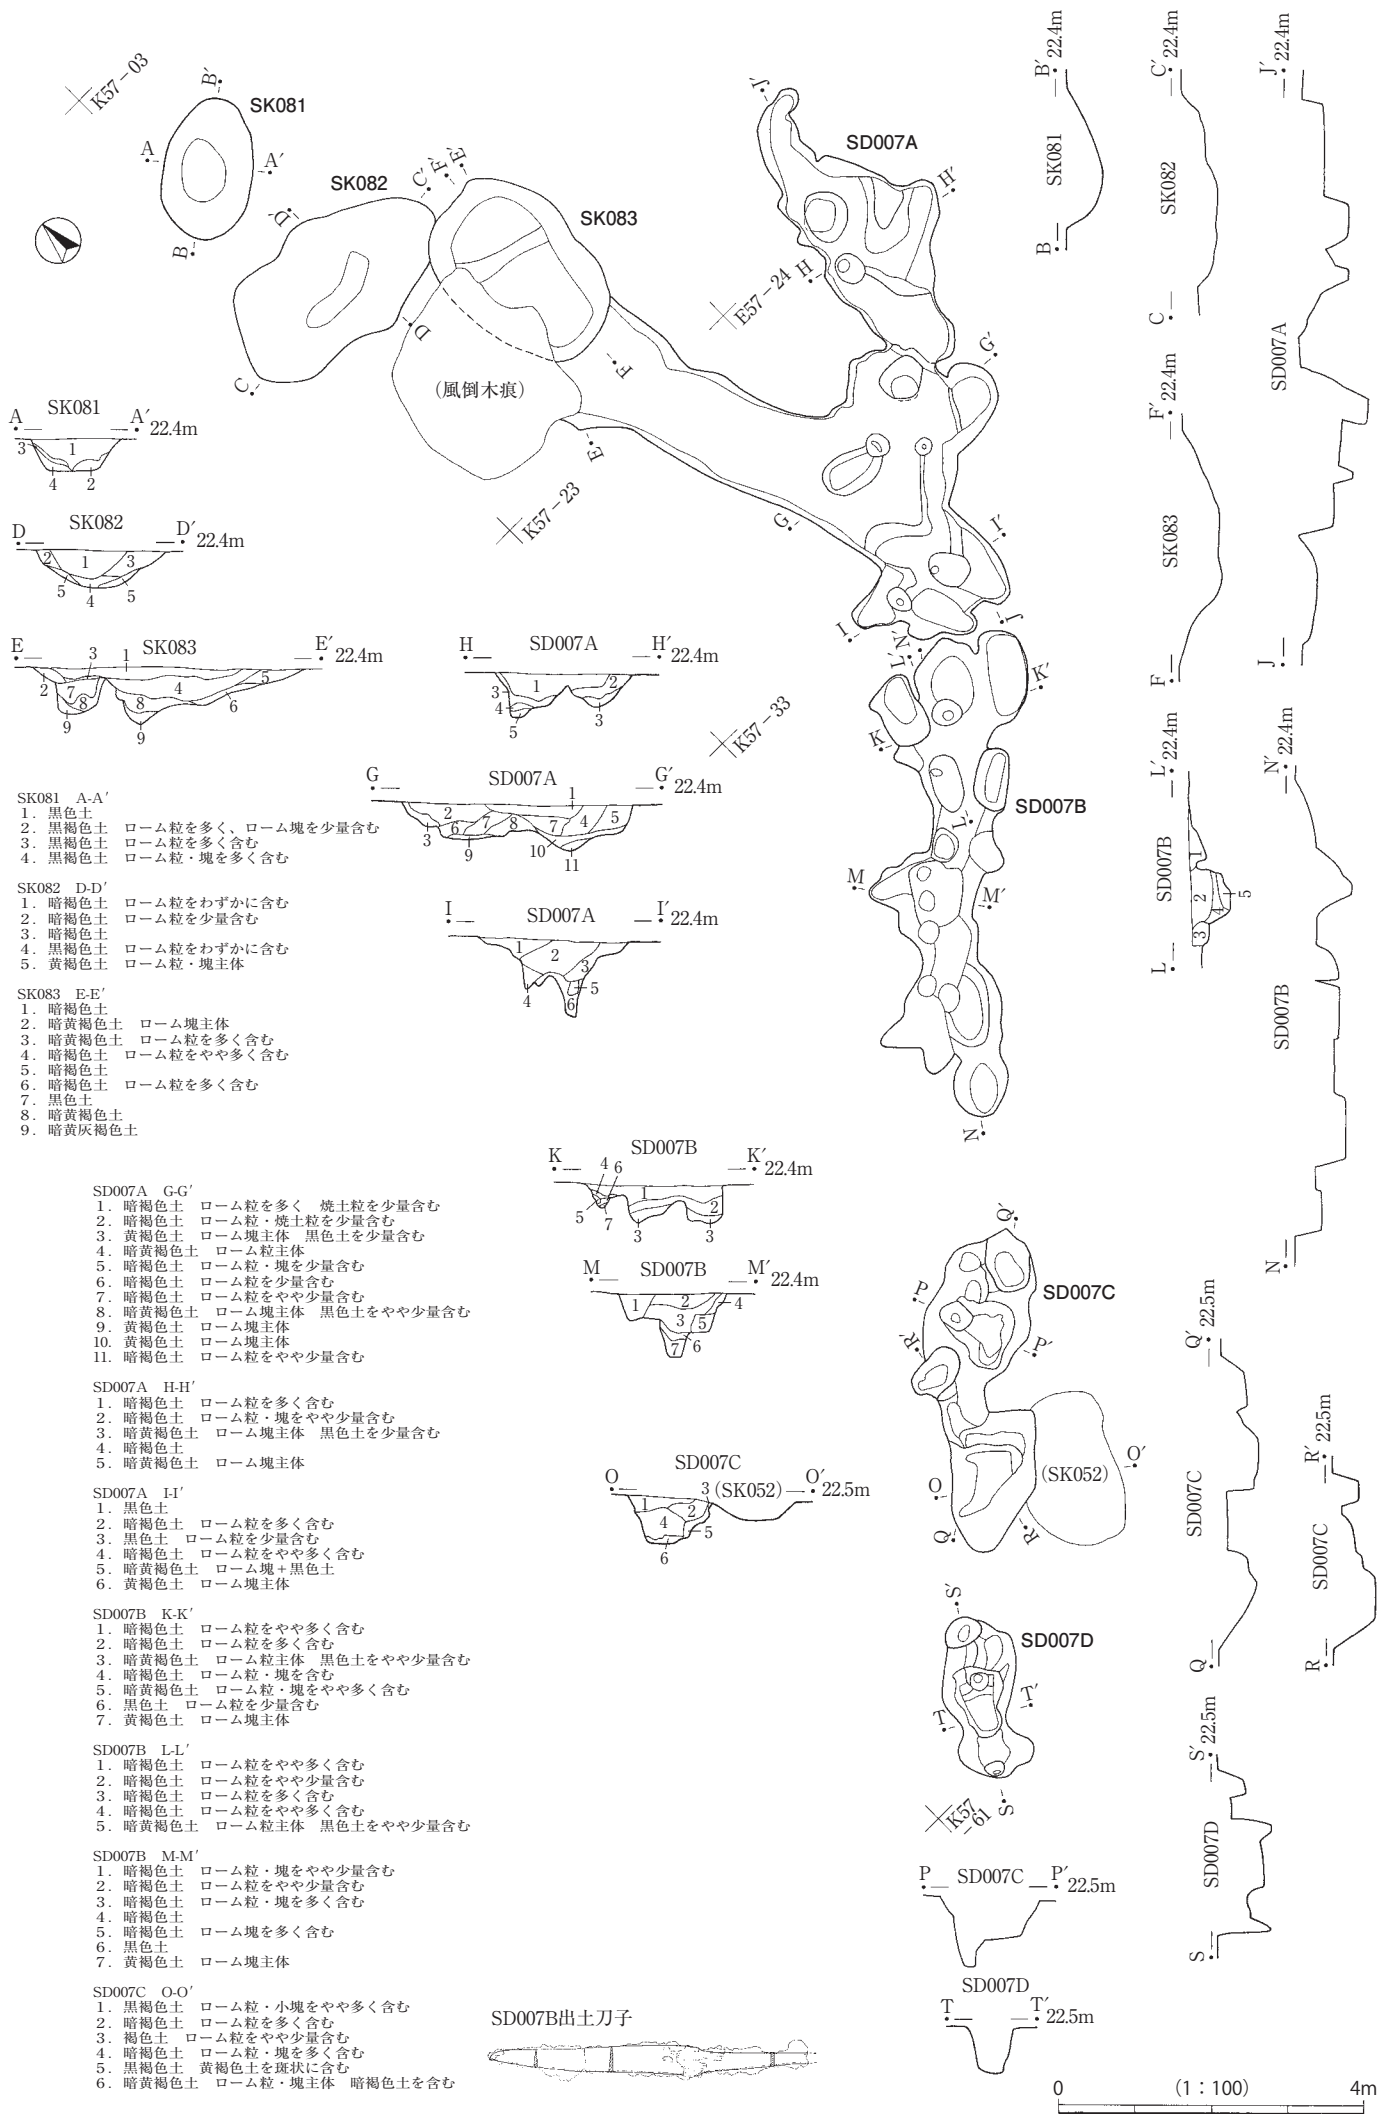 K57-03
B′
SK081
A
A′
B
SK082
D′
C′
F′
E′
SK083
D
C
(風倒木痕)
F
E
K57-23
J′
SD007A
H′
H
E57-24
G′
G
I′
I
J
N′
L′
K′
K
K57-33
SD007B
L′
M
M′
N
Q′
P
SD007C
P′
R′
(SK052)
O
O′
Q
R
S′
SD007D
T′
T
S
K57
-61
A SK081 A′ 22.4m
3 1
4 2
D SK082 D′ 22.4m
2 1 3
5 4 5
E SK083 E′ 22.4m
3 1
2 7 4 5
8 8 6
9 9
H SD007A H′ 22.4m
3 1 2
4 3
5
G SD007A G′ 22.4m
1
2 6 7 8 7 4 5
3 9 10 11
I SD007A I′ 22.4m
1 2 3
4 5
6
K SD007B K′ 22.4m
4 6 1
5 7 2
3 3
M SD007B M′ 22.4m
1 2 4
3 5
7 6
O SD007C O′ 22.5m
3 (SK052)
1 2
4 5
6
P SD007C P′ 22.5m
SD007D
T T′ 22.5m
B′ 22.4m
SK081
B
C′ 22.4m
SK082
C
J′ 22.4m
SD007A
J
F′ 22.4m
SK083
F
L′ 22.4m
SD007B
1
2
4 5
3
L
N′ 22.4m
SD007B
N
Q′ 22.5m
SD007C
Q
R′ 22.5m
SD007C
R
S′ 22.5m
SD007D
S
SK081 A-A′
1. 黒色土
2. 黒褐色土 ローム粒を多く、ローム塊を少量含む
3. 黒褐色土 ローム粒を多く含む
4. 黒褐色土 ローム粒・塊を多く含む
SK082 D-D′
1. 暗褐色土 ローム粒をわずかに含む
2. 暗褐色土 ローム粒を少量含む
3. 暗褐色土
4. 黒褐色土 ローム粒をわずかに含む
5. 黄褐色土 ローム粒・塊主体
SK083 E-E′
1. 暗褐色土
2. 暗黄褐色土 ローム塊主体
3. 暗黄褐色土 ローム粒を多く含む
4. 暗褐色土 ローム粒をやや多く含む
5. 暗褐色土
6. 暗褐色土 ローム粒を多く含む
7. 黒色土
8. 暗黄褐色土
9. 暗黄灰褐色土
SD007A G-G′
1. 暗褐色土 ローム粒を多く 焼土粒を少量含む
2. 暗褐色土 ローム粒・焼土粒を少量含む
3. 黄褐色土 ローム塊主体 黒色土を少量含む
4. 暗黄褐色土 ローム粒主体
5. 暗褐色土 ローム粒・塊を少量含む
6. 暗褐色土 ローム粒を少量含む
7. 暗褐色土 ローム粒をやや少量含む
8. 暗黄褐色土 ローム塊主体 黒色土をやや少量含む
9. 黄褐色土 ローム塊主体
10. 黄褐色土 ローム塊主体
11. 暗褐色土 ローム粒をやや少量含む
SD007A H-H′
1. 暗褐色土 ローム粒を多く含む
2. 暗褐色土 ローム粒・塊をやや少量含む
3. 暗黄褐色土 ローム塊主体 黒色土を少量含む
4. 暗褐色土
5. 暗黄褐色土 ローム塊主体
SD007A I-I′
1. 黒色土
2. 暗褐色土 ローム粒を多く含む
3. 黒色土 ローム粒を少量含む
4. 暗褐色土 ローム粒をやや多く含む
5. 暗黄褐色土 ローム塊+黒色土
6. 黄褐色土 ローム塊主体
SD007B K-K′
1. 暗褐色土 ローム粒をやや多く含む
2. 暗褐色土 ローム粒を多く含む
3. 暗黄褐色土 ローム粒主体 黒色土をやや少量含む
4. 暗褐色土 ローム粒・塊を含む
5. 暗黄褐色土 ローム粒・塊をやや多く含む
6. 黒色土 ローム粒を少量含む
7. 黄褐色土 ローム塊主体
SD007B L-L′
1. 暗褐色土 ローム粒をやや多く含む
2. 暗褐色土 ローム粒をやや少量含む
3. 暗褐色土 ローム粒を多く含む
4. 暗褐色土 ローム粒をやや多く含む
5. 暗黄褐色土 ローム粒主体 黒色土をやや少量含む
SD007B M-M′
1. 暗褐色土 ローム粒・塊をやや少量含む
2. 暗褐色土 ローム粒をやや少量含む
3. 暗褐色土 ローム粒・塊を多く含む
4. 暗褐色土
5. 暗褐色土 ローム塊を多く含む
6. 黒色土
7. 黄褐色土 ローム塊主体
SD007C O-O′
1. 黒褐色土 ローム粒・小塊をやや多く含む
2. 暗褐色土 ローム粒を多く含む
3. 褐色土 ローム粒をやや少量含む
4. 暗褐色土 ローム粒・塊を多く含む
5. 黒褐色土 黄褐色土を斑状に含む
6. 暗黄褐色土 ローム粒・塊主体 暗褐色土を含む
SD007B出土刀子
0 (1:100) 4m